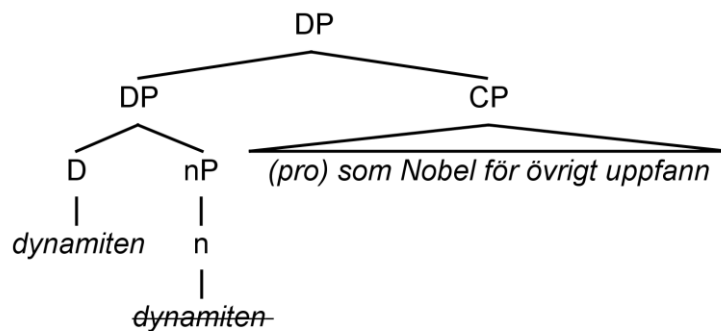 DP
DP CP
D nP (pro) som Nobel för övrigt uppfann
dynamiten n
dynamiten